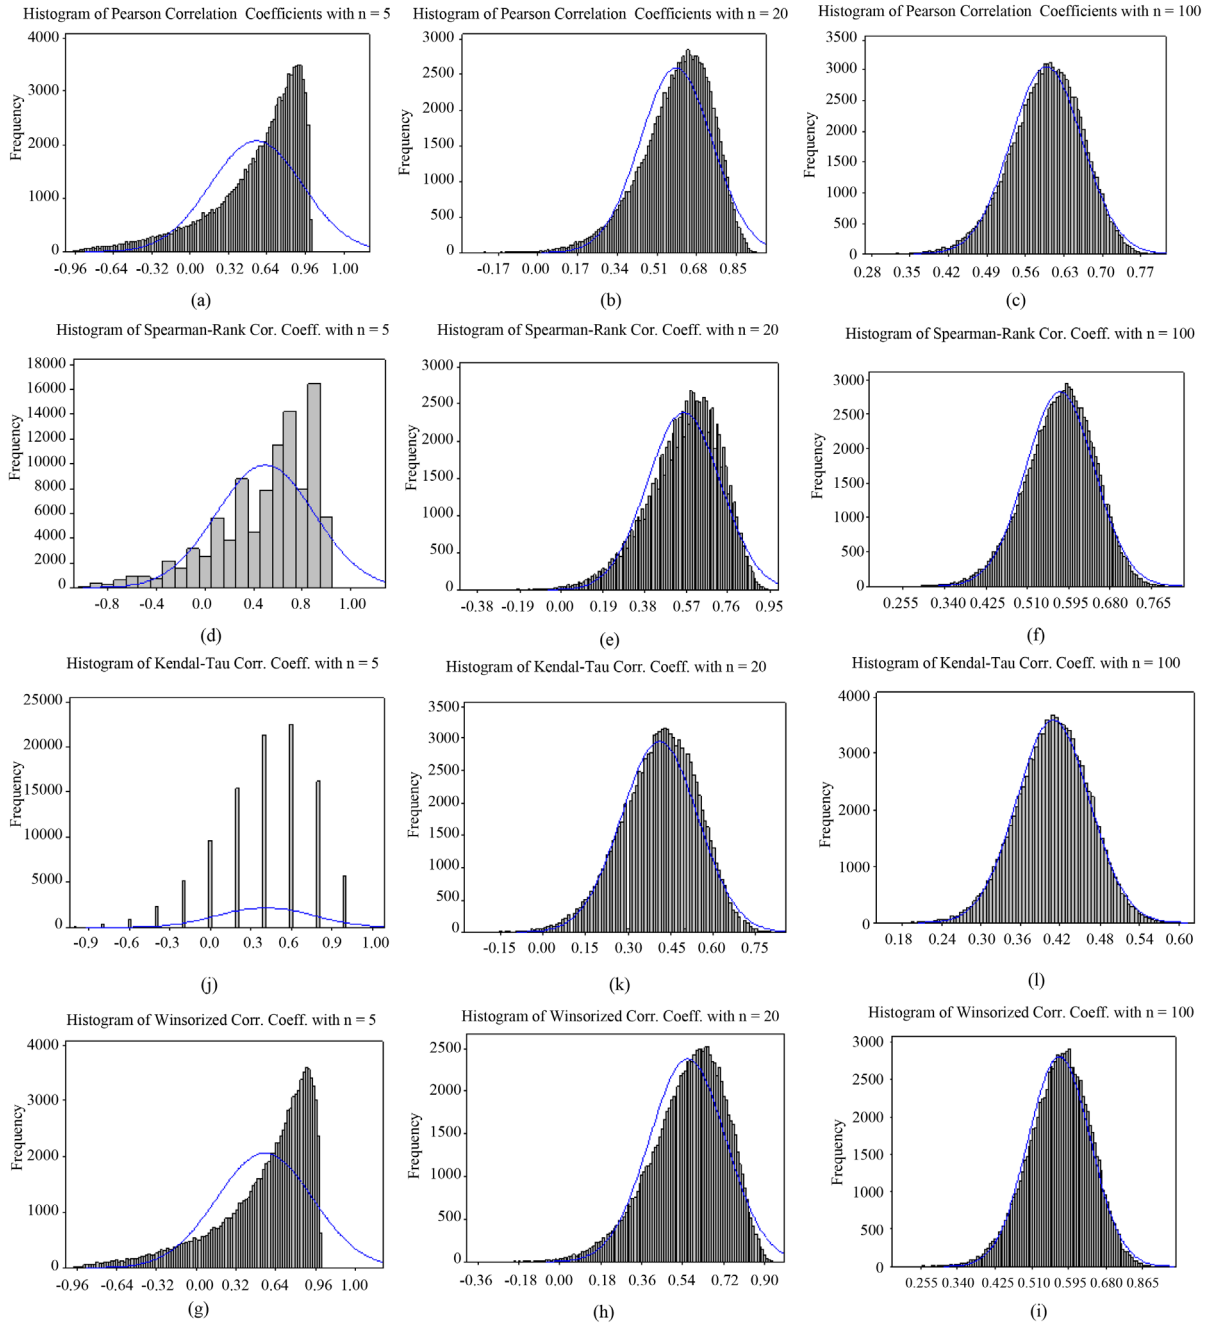 Histogram of Pearson Correlation Coefficients with n = 5
Frequency
4000
3000
2000
1000
0
-0.96 -0.64 -0.32 0.00 0.32 0.64 0.96 1.00
(a)
Histogram of Pearson Correlation Coefficients with n = 20
Frequency
3000
2500
2000
1500
1000
500
0
-0.17 0.00 0.17 0.34 0.51 0.68 0.85
(b)
Histogram of Pearson Correlation Coefficients with n = 100
Frequency
3500
3000
2500
2000
1500
1000
500
0
0.28 0.35 0.42 0.49 0.56 0.63 0.70 0.77
(c)
Histogram of Spearman-Rank Cor. Coeff. with n = 5
Frequency
18000
16000
14000
12000
10000
8000
6000
4000
2000
0
-0.8 -0.4 0.0 0.4 0.8 1.00
(d)
Histogram of Spearman-Rank Cor. Coeff. with n = 20
Frequency
3000
2500
2000
1500
1000
500
0
-0.38 -0.19 0.00 0.19 0.38 0.57 0.76 0.95
(e)
Histogram of Spearman-Rank Cor. Coeff. with n = 100
Frequency
3000
2500
2000
1500
1000
500
0
0.255 0.340 0.425 0.510 0.595 0.680 0.765
(f)
Histogram of Kendal-Tau Corr. Coeff. with n = 5
Frequency
25000
20000
15000
10000
5000
0
-0.9 -0.6 -0.3 0.0 0.3 0.6 1.00
(j)
Histogram of Kendal-Tau Corr. Coeff. with n = 20
Frequency
3500
3000
2500
2000
1500
1000
500
0
-0.15 0.00 0.15 0.30 0.45 0.60 0.75
(k)
Histogram of Kendal-Tau Corr. Coeff. with n = 100
Frequency
4000
3000
2000
1000
0
0.18 0.24 0.30 0.36 0.42 0.48 0.54 0.60
(l)
Histogram of Winsorized Corr. Coeff. with n = 5
Frequency
4000
3000
2000
1000
0
-0.96 -0.64 -0.32 0.00 0.32 0.64 0.96 1.00
(g)
Histogram of Winsorized Corr. Coeff. with n = 20
Frequency
2500
2000
1500
1000
500
0
-0.36 -0.18 0.00 0.18 0.36 0.54 0.72 0.90
(h)
Histogram of Winsorized Corr. Coeff. with n = 100
Frequency
3000
2500
2000
1500
1000
500
0
0.255 0.340 0.425 0.510 0.595 0.680 0.865
(i)